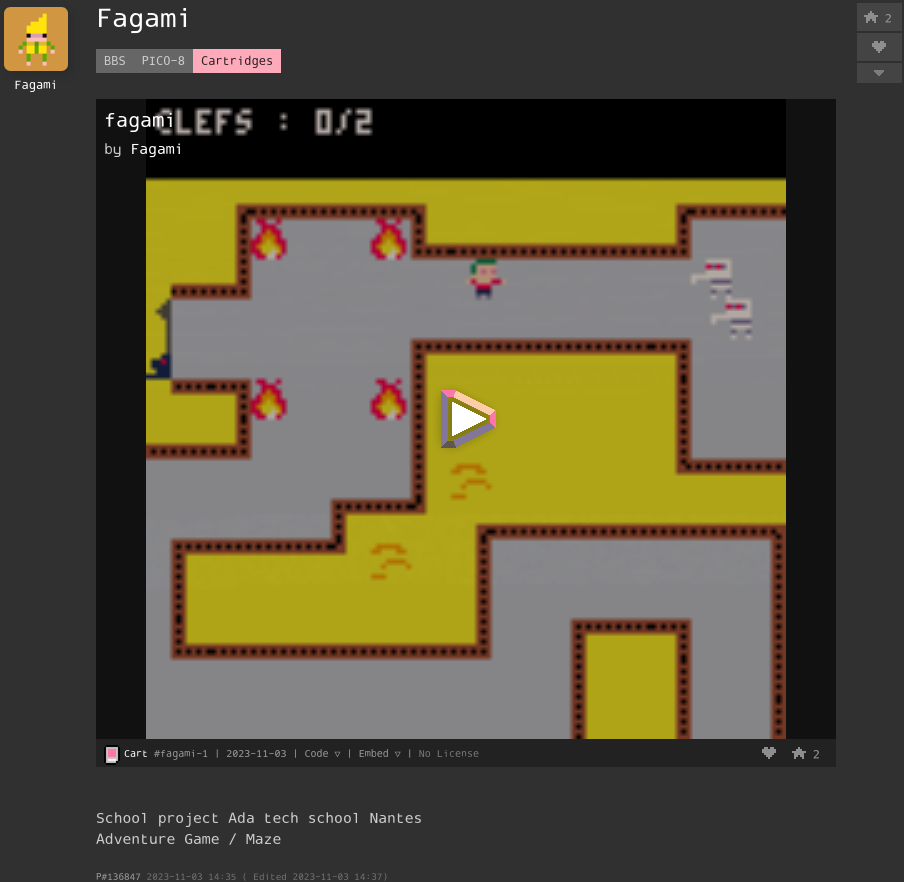 Fagami
2
BBS PICO-8 Cartridges
Fagami
fagami
CLEFS : 0/2
by Fagami
Cart #fagami-1 | 2023-11-03 | Code ▽ | Embed ▽ | No License
2
School project Ada tech school Nantes
Adventure Game / Maze
P#136847 2023-11-03 14:35 ( Edited 2023-11-03 14:37)